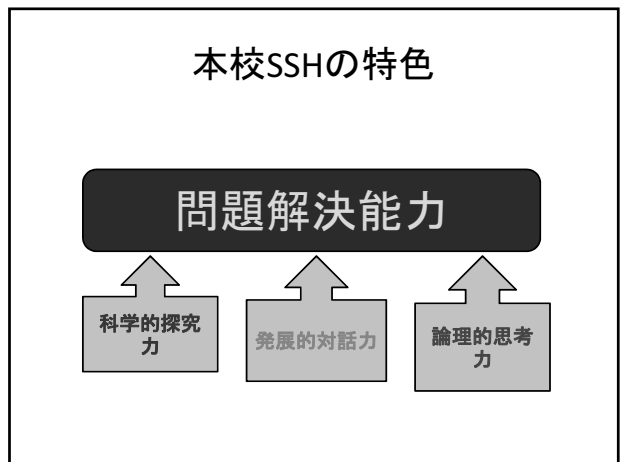 本校SSHの特色
問題解決能力
科学的探究
力
発展的対話力
論理的思考
力